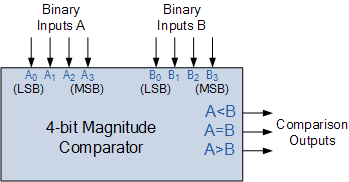 Binary Inputs A
Binary Inputs B
A0 A1 A2 A3
B0 B1 B2 B3
(LSB) (MSB)
(LSB) (MSB)
4-bit Magnitude
Comparator
A<B
A=B
A>B
Comparison
Outputs